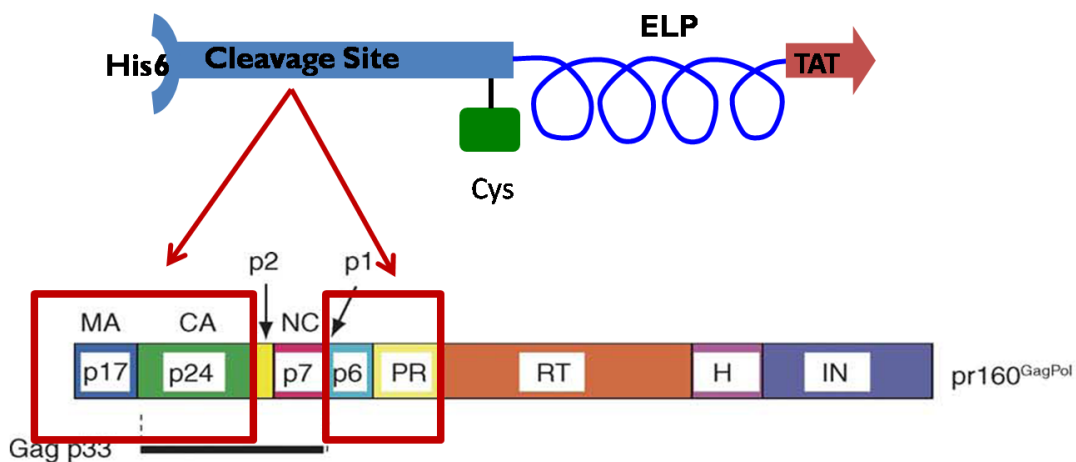 ELP
His6 Cleavage Site TAT
Cys
p2 p1
MA CA NC
p17 p24 p7 p6 PR RT H IN pr160GagPol
Gag p33